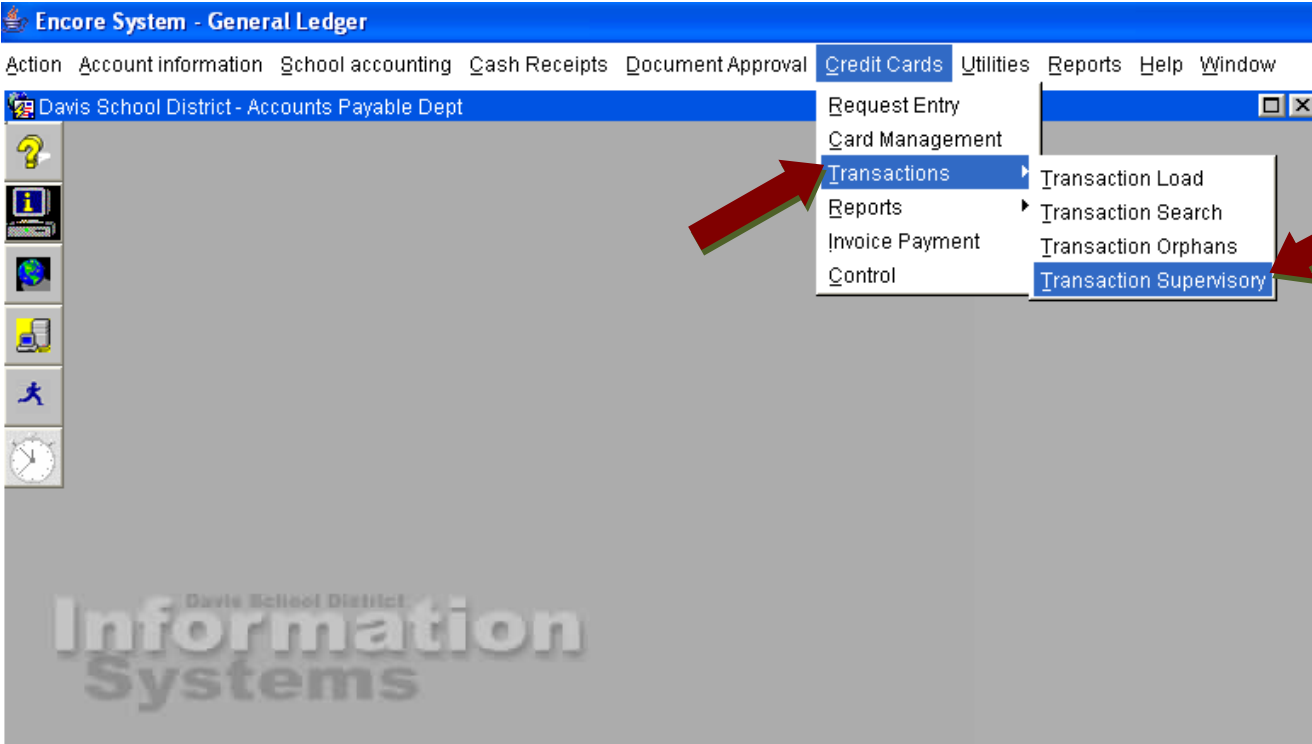 Encore System - General Ledger
Action Account information School accounting Cash Receipts Document Approval Credit Cards Utilities Reports Help Window
Davis School District - Accounts Payable Dept
Request Entry
Card Management
Transactions
Reports
Invoice Payment
Control
Transaction Load
Transaction Search
Transaction Orphans
Transaction Supervisory
Davis School District
Information
Systems